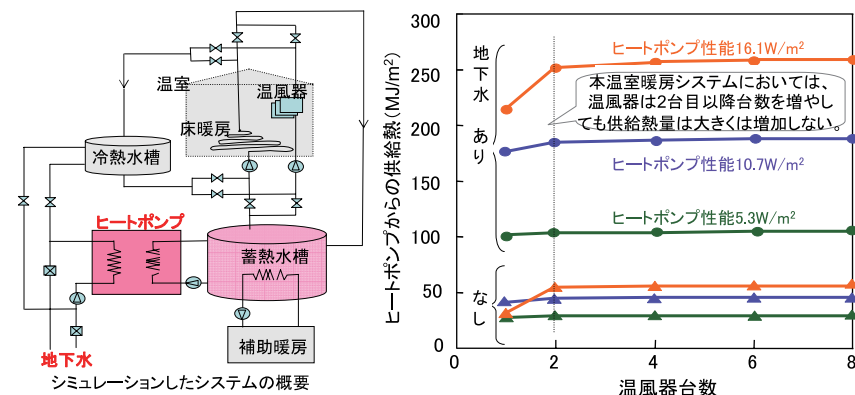 温室
温風器
床暖房
冷熱水槽
ヒートポンプ
蓄熱水槽
補助暖房
地下水
シミュレーションしたシステムの概要
ヒートポンプからの供給熱(MJ/m²)
300
250
200
150
100
50
0
地下水
あり
なし
ヒートポンプ性能16.1W/m²
本温室暖房システムにおいては、
温風器は2台目以降台数を増やし
ても供給熱量は大きくは増加しない。
ヒートポンプ性能10.7W/m²
ヒートポンプ性能5.3W/m²
0 2 4 6 8
温風器台数